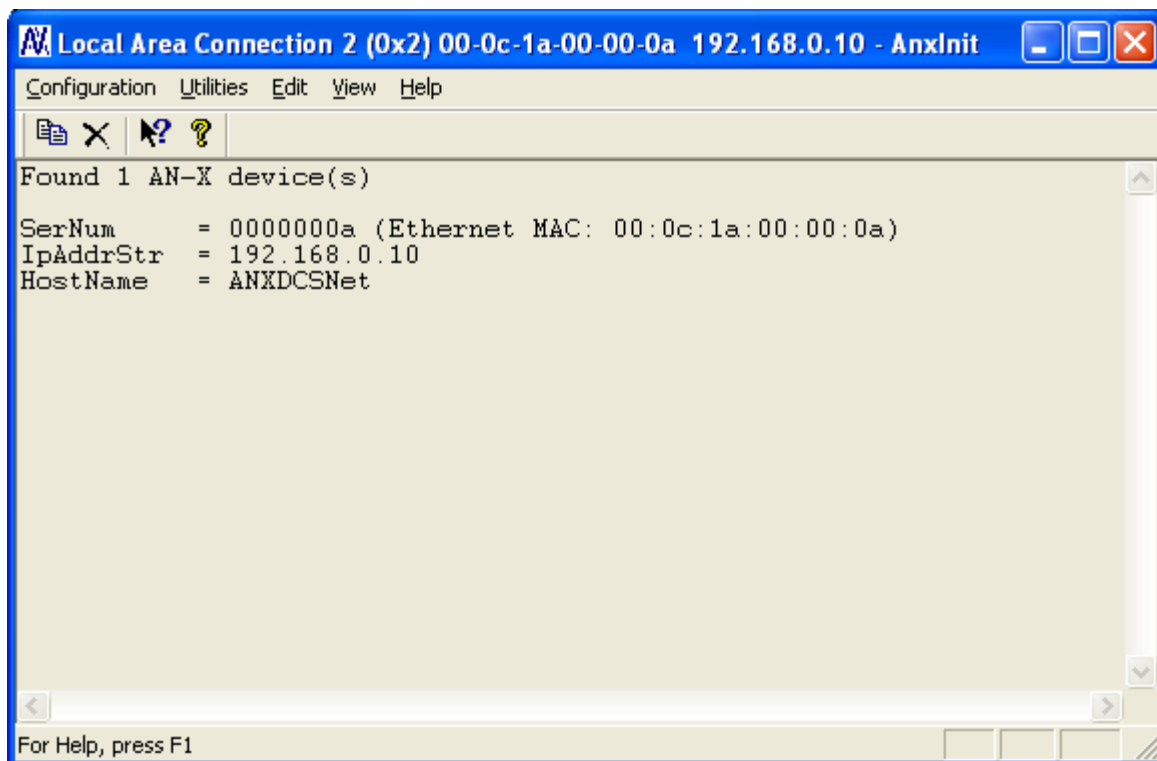 AX Local Area Connection 2 (0x2) 00-0c-1a-00-00-0a 192.168.0.10 - AnxInit
Configuration Utilities Edit View Help
Found 1 AN-X device(s)
SerNum = 0000000a (Ethernet MAC: 00:0c:1a:00:00:0a)
IpAddrStr = 192.168.0.10
HostName = ANXDCSNet
For Help, press F1